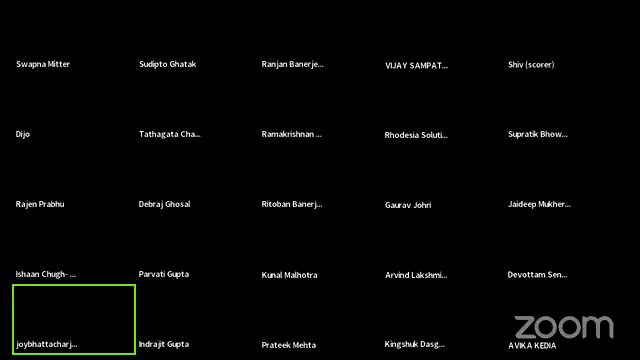 Swapna Mitter
Sudipto Ghatak
Ranjan Banerje...
VIJAY SAMPAT...
Shiv (scorer)
Dijo
Tathagata Cha...
Ramakrishnan ...
Rhodesia Soluti...
Supratik Bhow...
Rajen Prabhu
Debraj Ghosal
Ritoban Banerj...
Gaurav Johri
Jaideep Mukher...
Ishaan Chugh- ...
Parvati Gupta
Kunal Malhotra
Arvind Lakshmi...
Devottam Sen...
joybhattacharj...
Indrajit Gupta
Prateek Mehta
Kingshuk Dasg...
AVIKA KEDIA
zoom